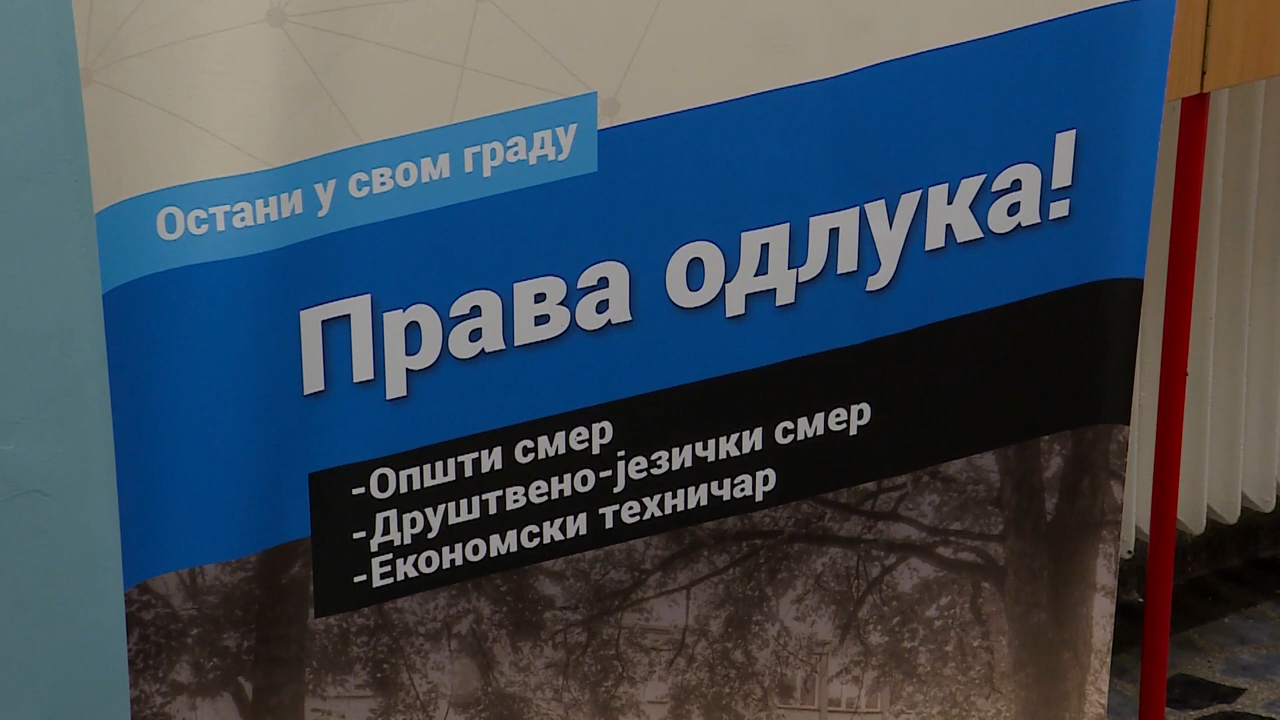 Остани у свом граду
Права одлука!
-Општи смер
-Друштвено-језички смер
-Економски техничар